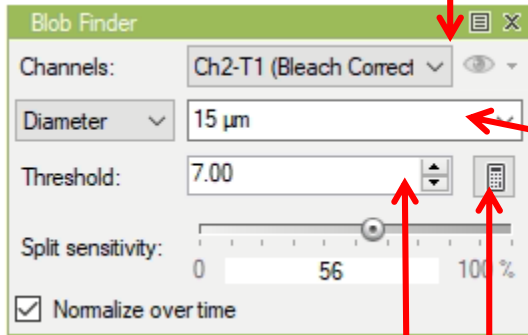 Blob Finder
Channels: Ch2-T1 (Bleach Correct
Diameter 15 µm
Threshold: 7.00
Split sensitivity:
0 56 100 %
Normalize over time